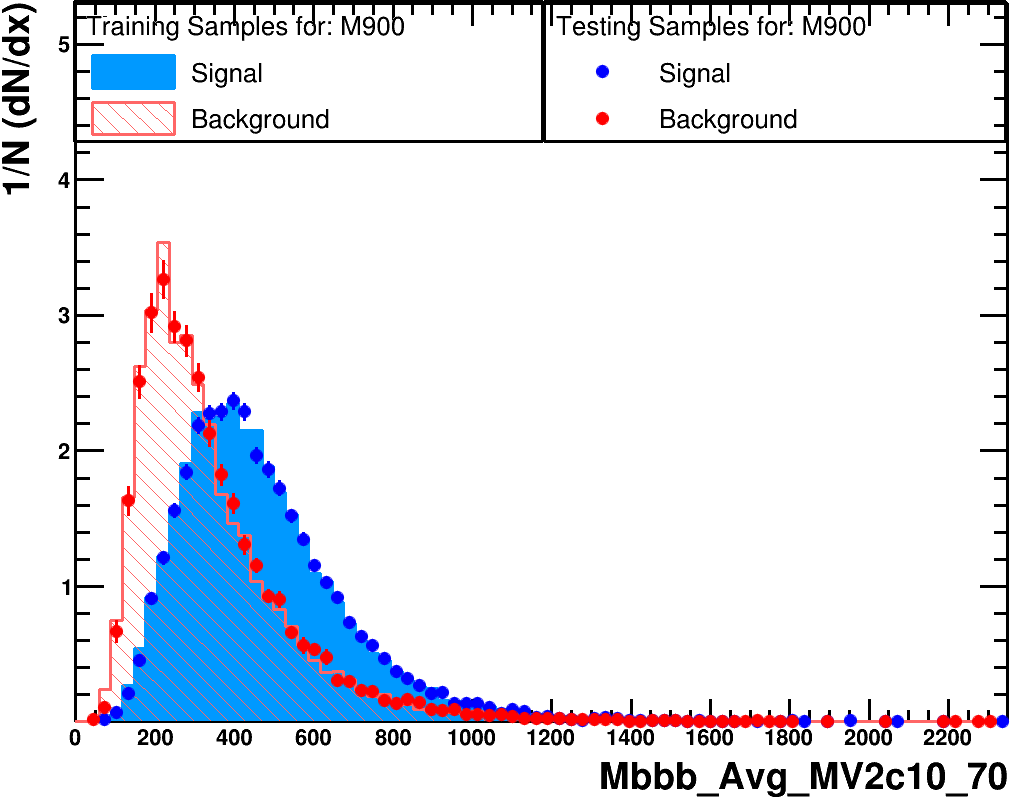 Training Samples for: M900
Signal
Background
Testing Samples for: M900
Signal
Background
1/N (dN/dx)
5
4
3
2
1
0 200 400 600 800 1000 1200 1400 1600 1800 2000 2200
Mbbb_Avg_MV2c10_70